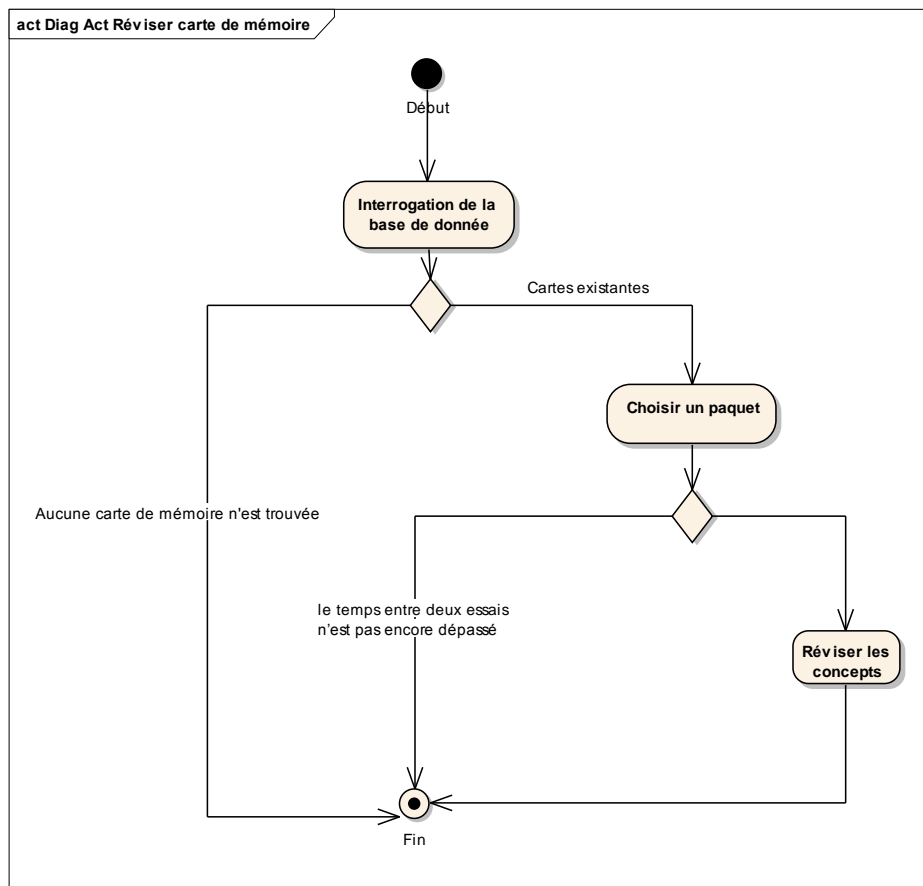 act Diag Act Réviser carte de mémoire
Début
Interrogation de la
base de donnée
Cartes existantes
Choisir un paquet
Aucune carte de mémoire n'est trouvée
le temps entre deux essais
n’est pas encore dépassé
Réviser les
concepts
Fin